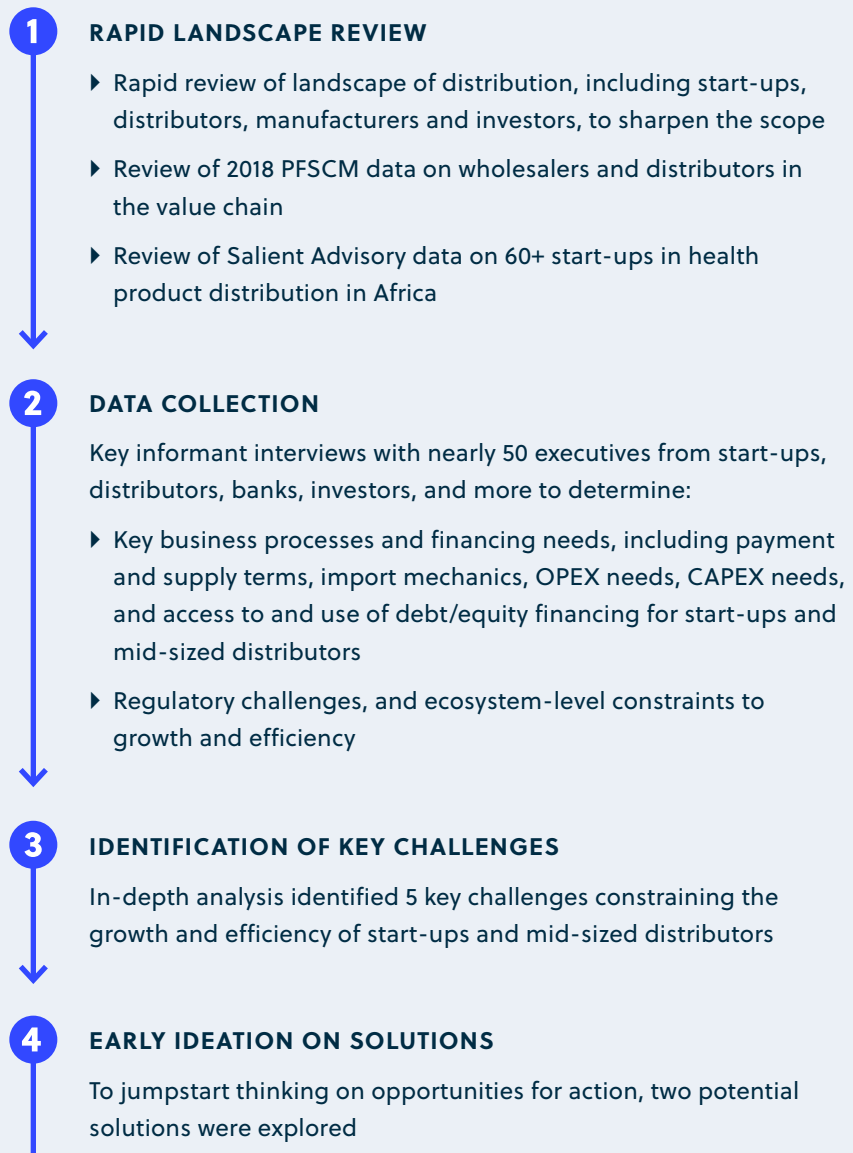 1 RAPID LANDSCAPE REVIEW
Rapid review of landscape of distribution, including start-ups,
distributors, manufacturers and investors, to sharpen the scope
Review of 2018 PFSCM data on wholesalers and distributors in
the value chain
Review of Salient Advisory data on 60+ start-ups in health
product distribution in Africa
2 DATA COLLECTION
Key informant interviews with nearly 50 executives from start-ups,
distributors, banks, investors, and more to determine:
Key business processes and financing needs, including payment
and supply terms, import mechanics, OPEX needs, CAPEX needs,
and access to and use of debt/equity financing for start-ups and
mid-sized distributors
Regulatory challenges, and ecosystem-level constraints to
growth and efficiency
3 IDENTIFICATION OF KEY CHALLENGES
In-depth analysis identified 5 key challenges constraining the
growth and efficiency of start-ups and mid-sized distributors
4 EARLY IDEATION ON SOLUTIONS
To jumpstart thinking on opportunities for action, two potential
solutions were explored